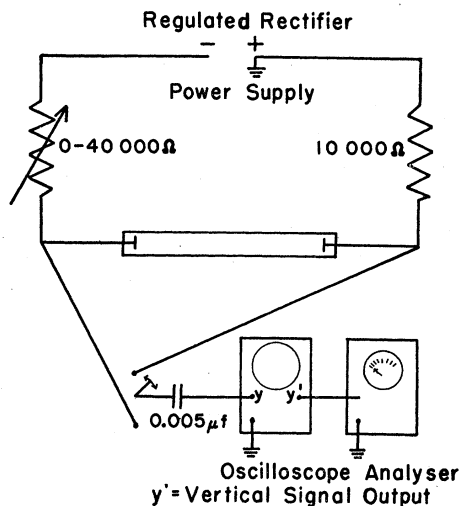 Regulated Rectifier
- +
Power Supply
0-40 000Ω
10 000Ω
y y'
0.005μf
Oscilloscope Analyser
y'=Vertical Signal Output